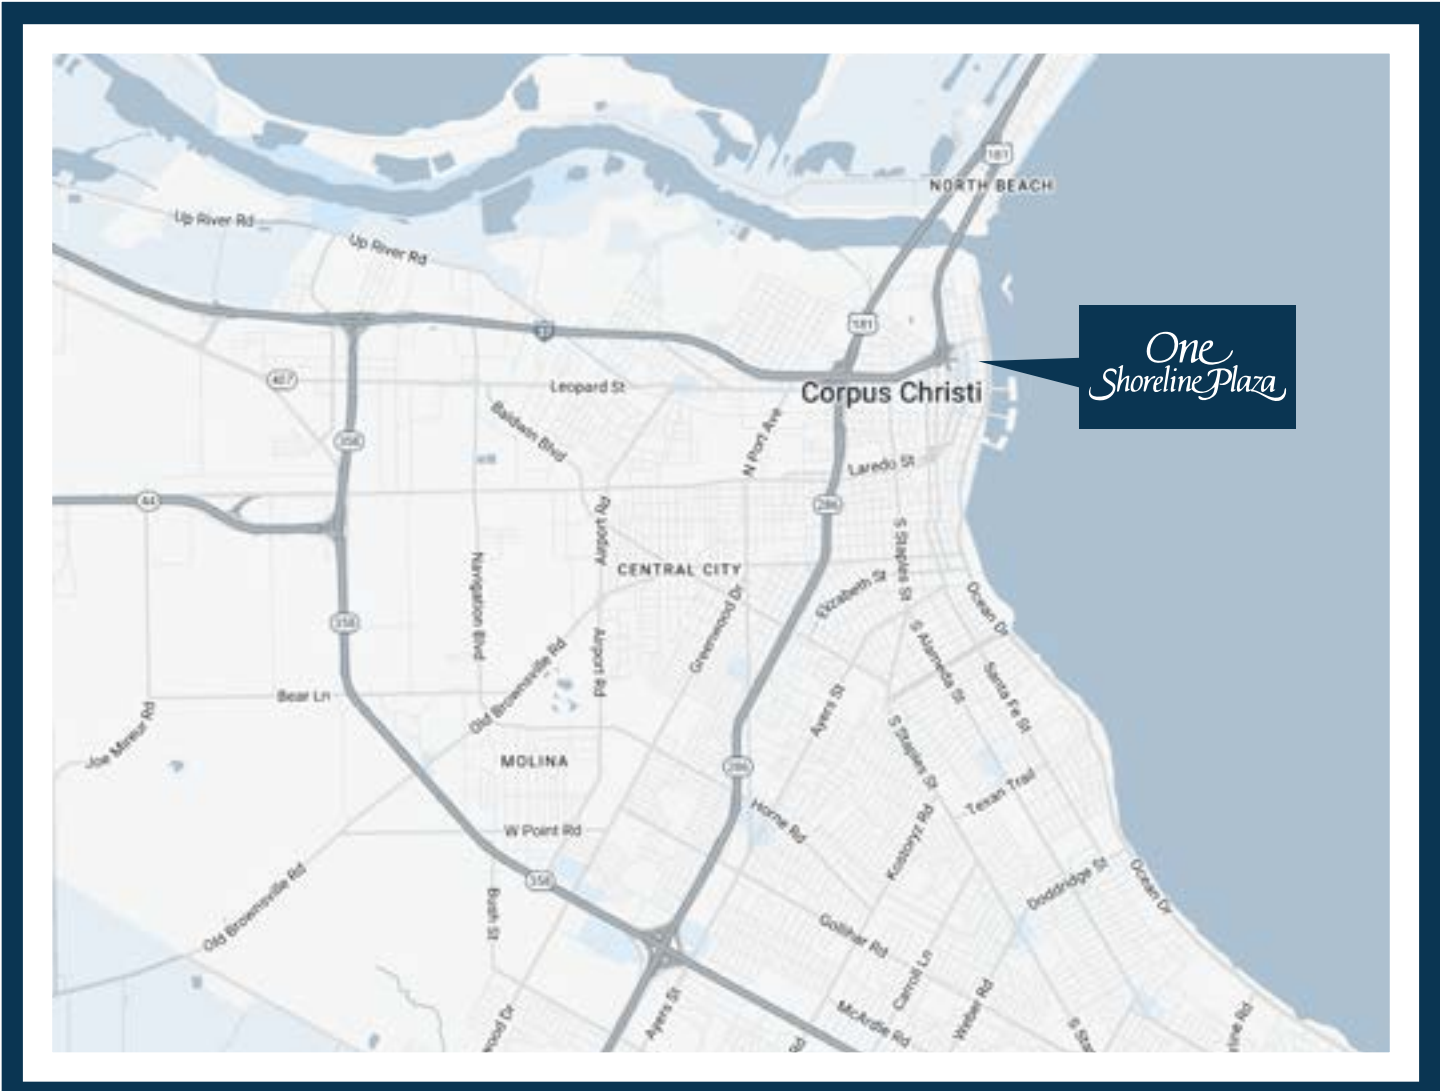 181
NORTH BEACH
Up River Rd
Up River Rd
181
37
407
Leopard St
Corpus Christi
One
Shoreline Plaza
Baldwin Blvd
N Port Ave
358
Laredo St
44
286
Airport Rd
S Staples St
Navigation Blvd
CENTRAL CITY
Elizabeth St
Greenwood Dr
Ocean Dr
358
Airport Rd
S Alameda St
Old Brownsville Rd
Santa Fe St
Bear Ln
Ayers St
Joe Mireur Rd
S Staples St
MOLINA
286
Texan Trail
Horne Rd
W Point Rd
Kostoryz Rd
358
Doddridge St
Ocean Dr
Old Brownsville Rd
Bush St
Gollihar Rd
Carroll Ln
Weber Rd
Ayers St
McArdle Rd
wood Dr
Rd
S Sta